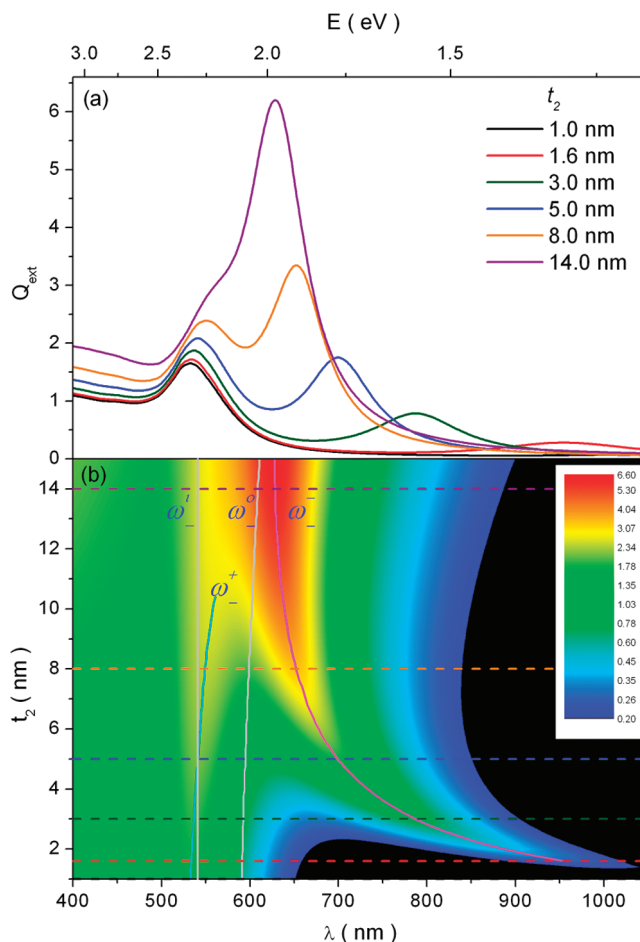 E ( eV )
3.0 2.5 2.0 1.5
(a)
t₂
1.0 nm
1.6 nm
3.0 nm
5.0 nm
8.0 nm
14.0 nm
6
5
4
3
2
1
0
Q_ext
(b)
14
12
10
8
6
4
2
t₂ ( nm )
ω₋ⁱ ω₋ᵒ ω₋⁻
ω₋⁺
6.60
5.30
4.04
3.00
2.34
1.78
1.03
0.78
0.60
0.45
0.35
0.26
0.20
400 500 600 700 800 900 1000
λ ( nm )